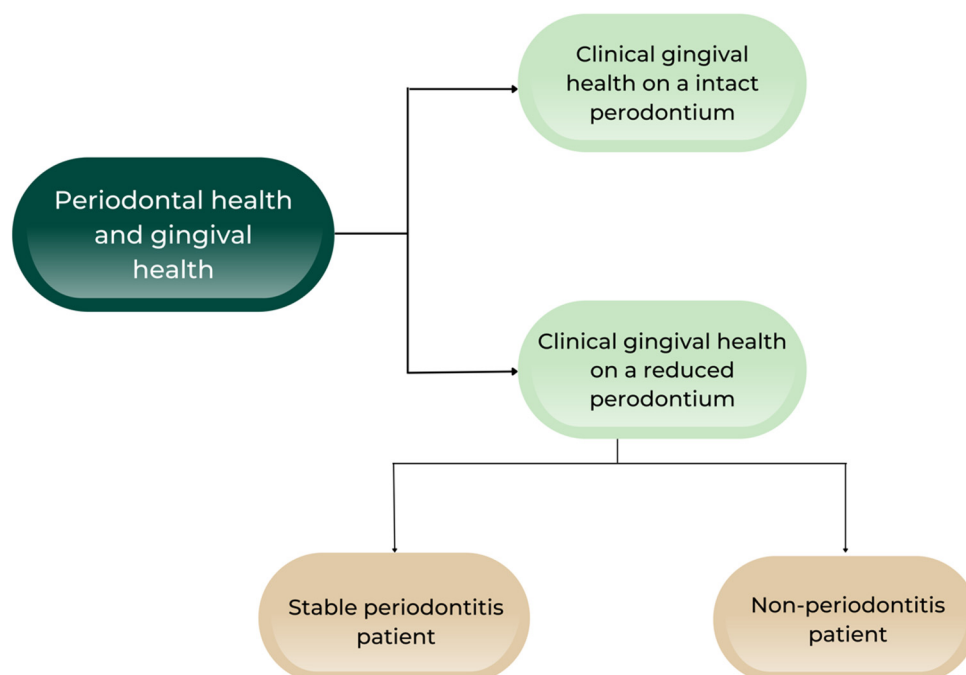 Clinical gingival
health on a intact
perodontium
Periodontal health
and gingival
health
Clinical gingival health
on a reduced
perodontium
Stable periodontitis
patient
Non-periodontitis
patient